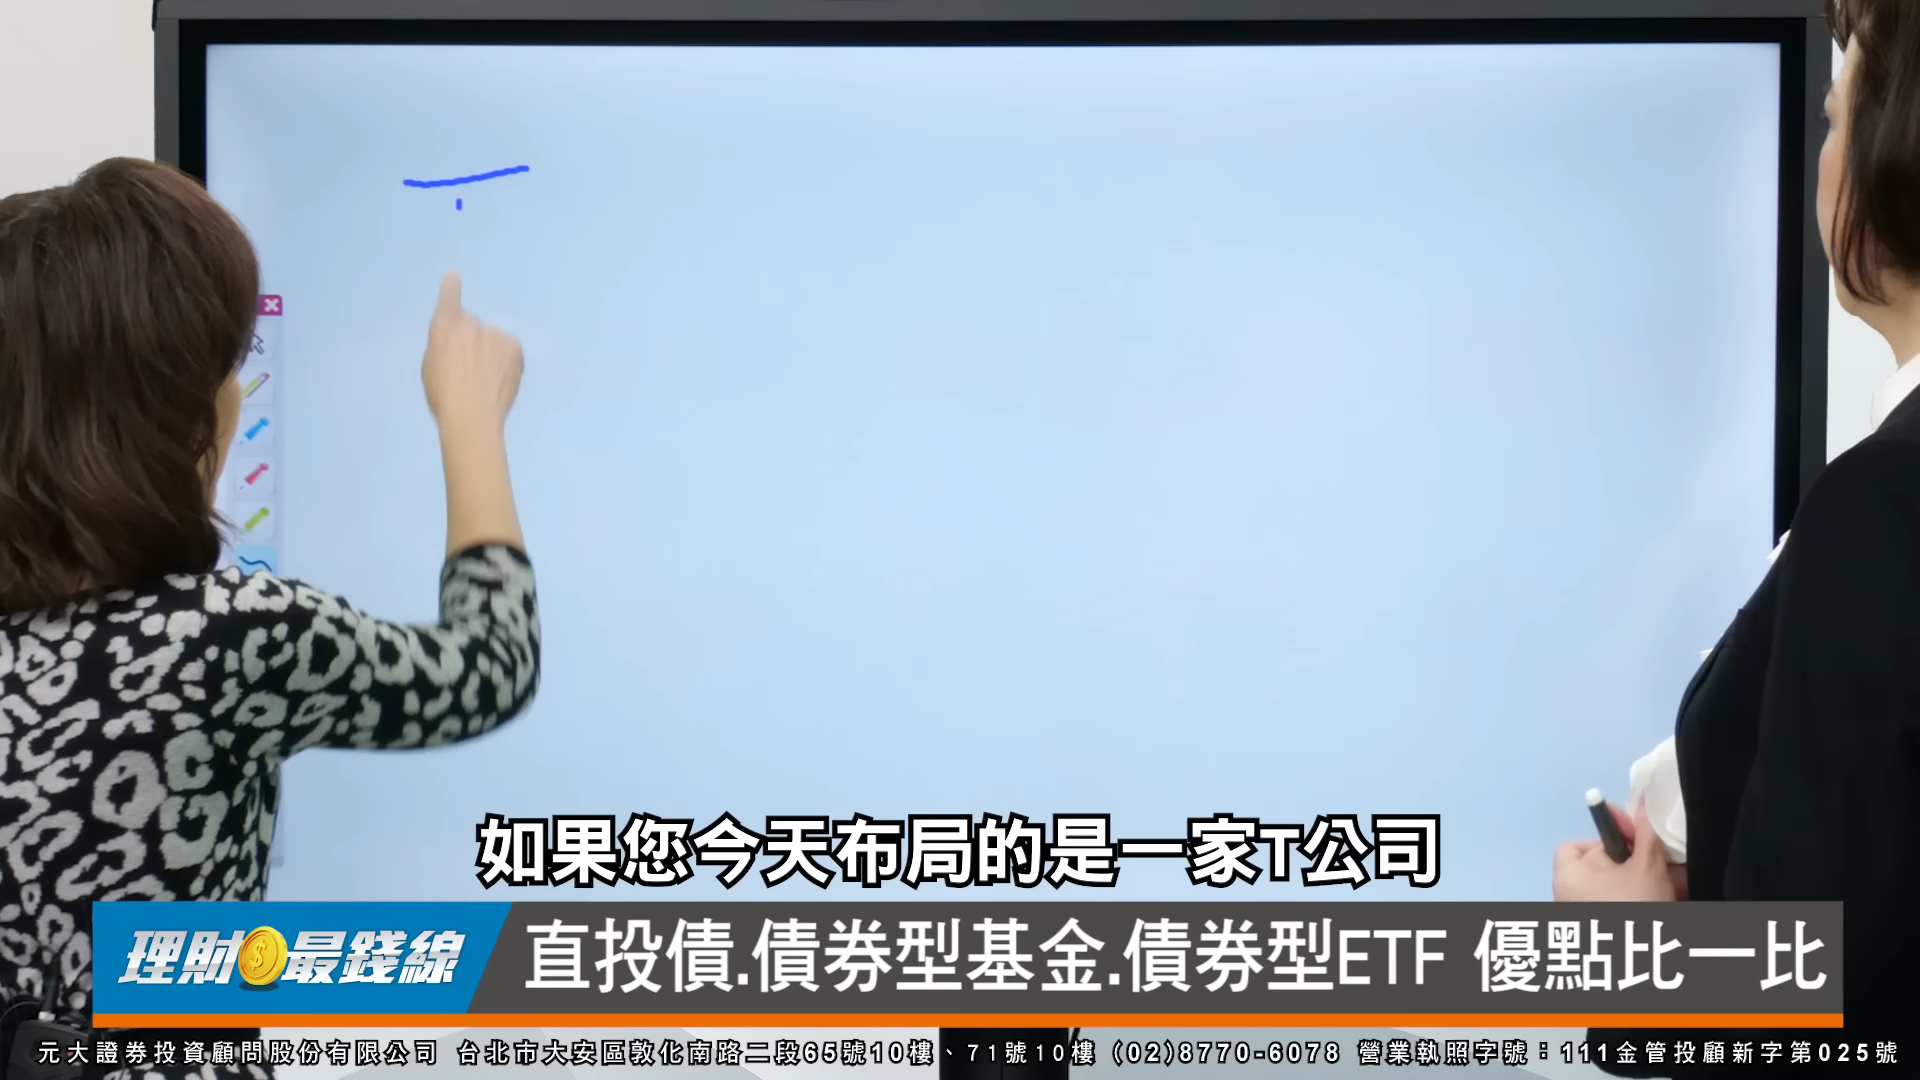 如果您今天布局的是一家T公司
理財最錢線
直投債.債券型基金.債券型ETF 優點比一比
元大證券投資顧問股份有限公司 台北市大安區敦化南路二段65號10樓、71號10樓 (02)8770-6078 營業執照字號：111金管投顧新字第025號